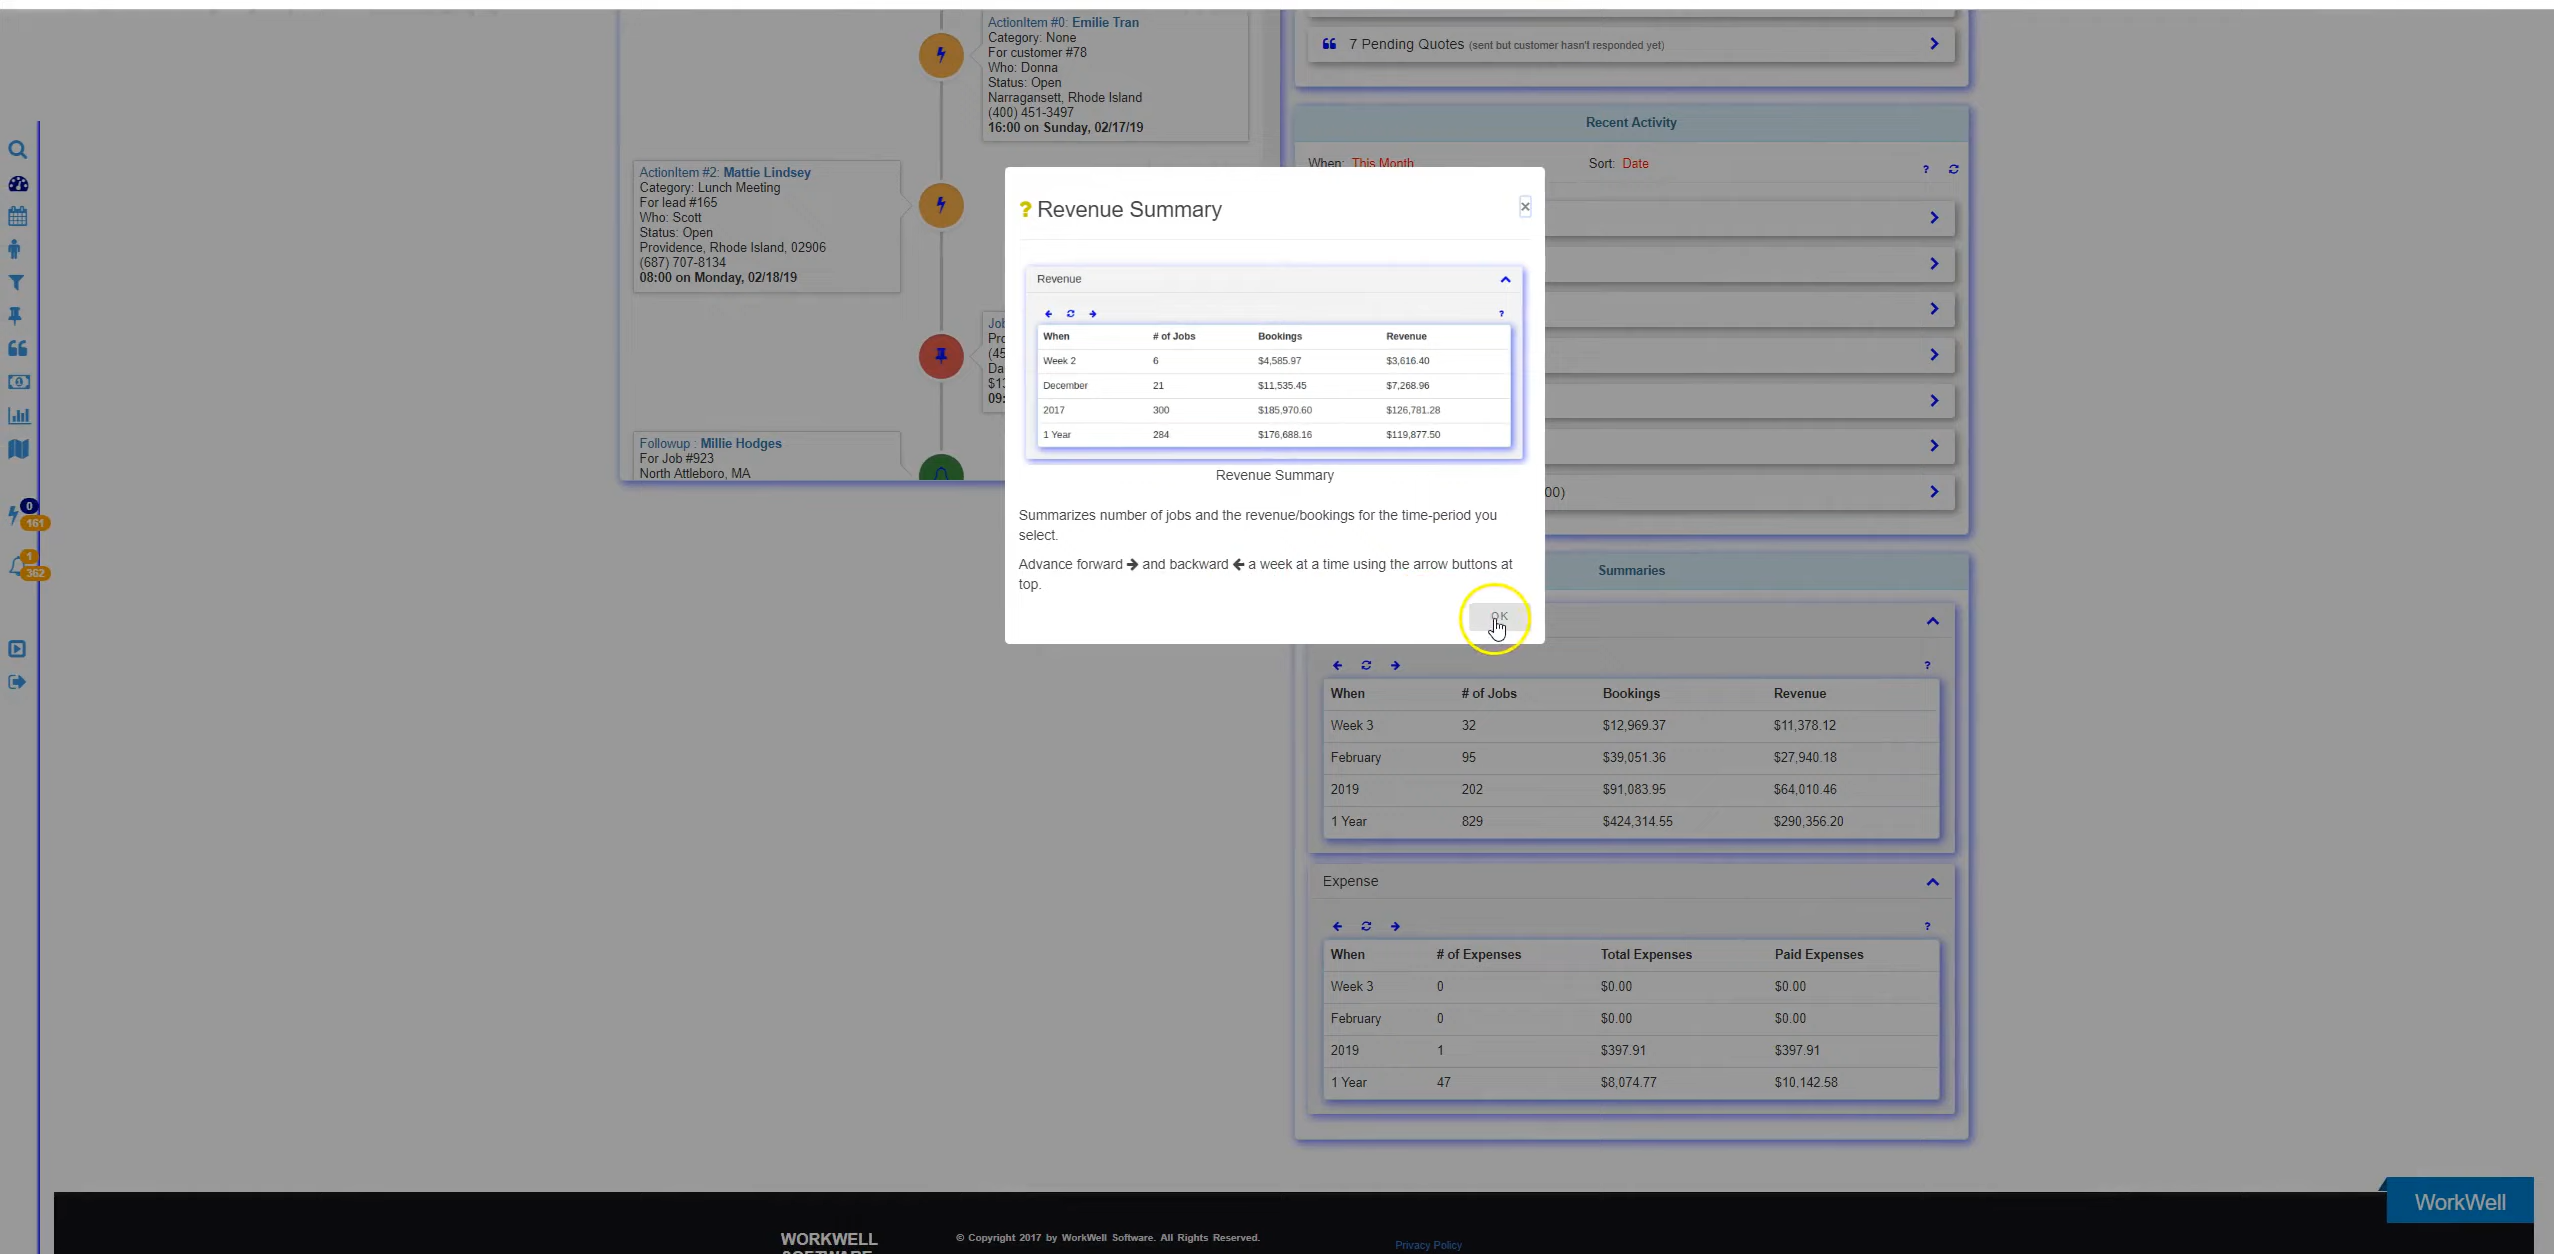 ActionItem #0: Emilie Tran
Category: None
For customer #78
Who: Donna
Status: Open
Narragansett, Rhode Island
(400) 451-3497
16:00 on Sunday, 02/17/19
ActionItem #2: Mattie Lindsey
Category: Lunch Meeting
For lead #165
Who: Scott
Status: Open
Providence, Rhode Island, 02906
(687) 707-8134
08:00 on Monday, 02/18/19
Followup : Millie Hodges
For Job #923
North Attleboro, MA
0
161
1
362
7 Pending Quotes (sent but customer hasn't responded yet)
Recent Activity
When: This Month Sort: Date
00)
? Revenue Summary
×
Revenue
?
When # of Jobs Bookings Revenue
Week 2 6 $4,585.97 $3,616.40
December 21 $11,535.45 $7,268.96
2017 300 $185,970.60 $126,781.28
1 Year 284 $176,688.16 $119,877.50
Revenue Summary
Summarizes number of jobs and the revenue/bookings for the time-period you
select.
Advance forward → and backward ← a week at a time using the arrow buttons at
top.
OK
Summaries
?
When # of Jobs Bookings Revenue
Week 3 32 $12,969.37 $11,378.12
February 95 $39,051.36 $27,940.18
2019 202 $91,083.95 $64,010.46
1 Year 829 $424,314.55 $290,356.20
Expense
?
When # of Expenses Total Expenses Paid Expenses
Week 3 0 $0.00 $0.00
February 0 $0.00 $0.00
2019 1 $397.91 $397.91
1 Year 47 $8,074.77 $10,142.58
WorkWell
WORKWELL
© Copyright 2017 by WorkWell Software. All Rights Reserved.
Privacy Policy